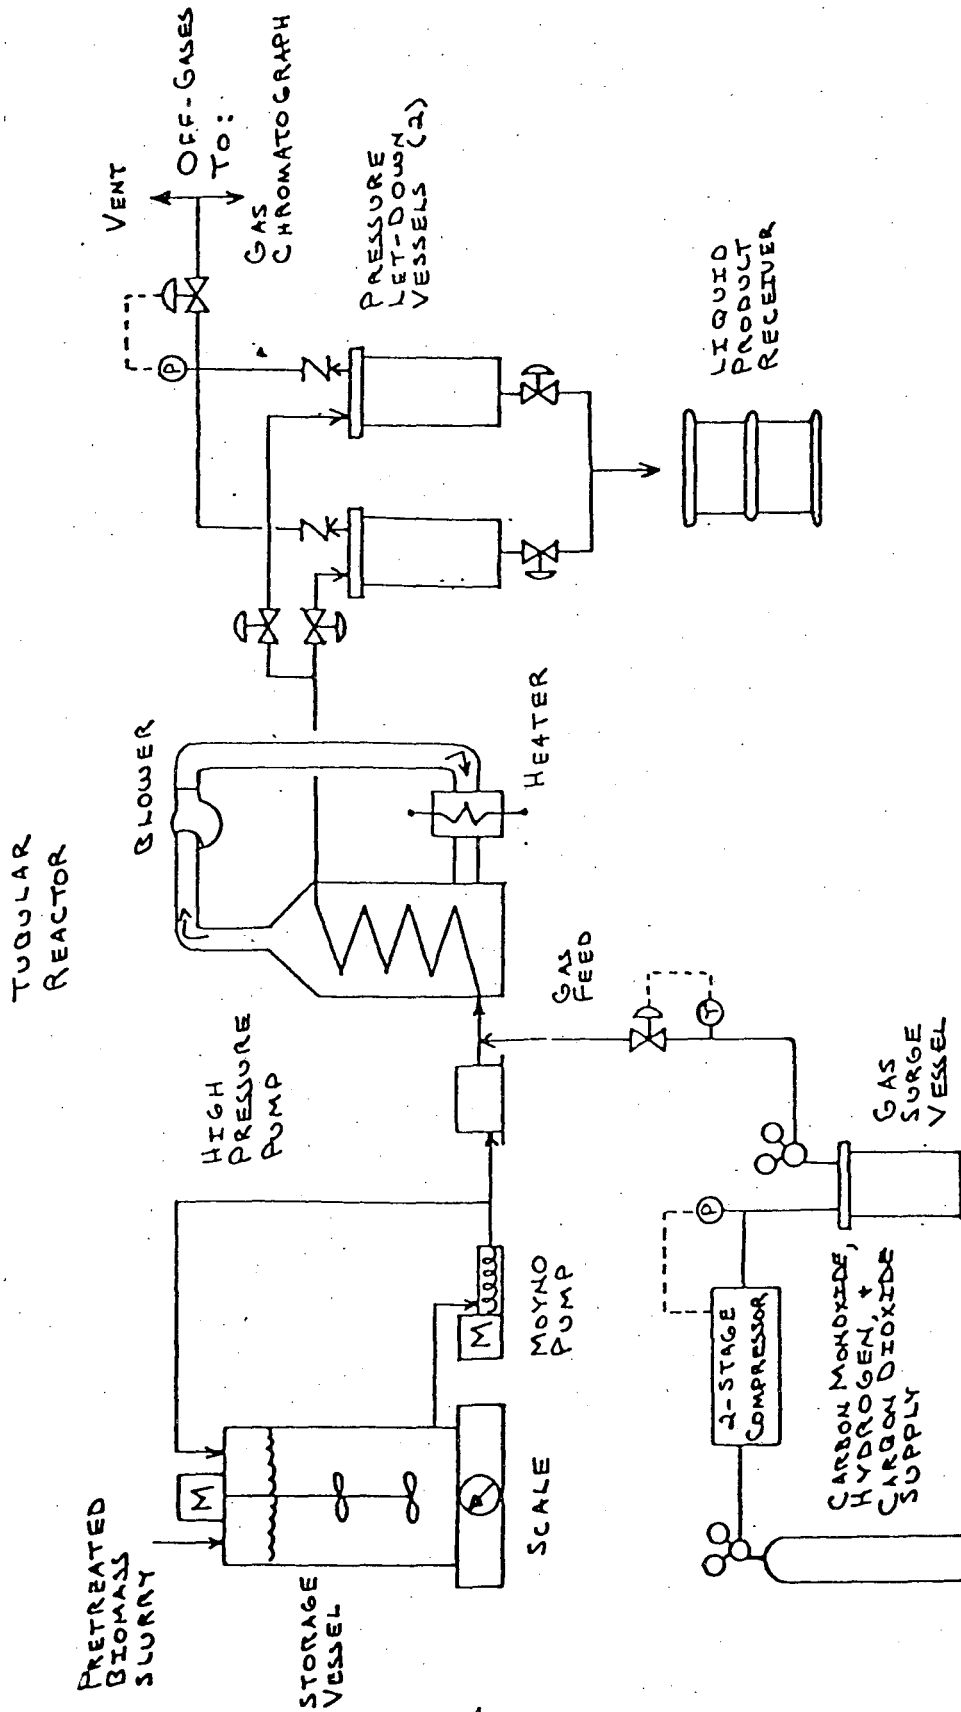 TUBULAR
REACTOR
PRETREATED
BIOMASS
SLURRY
M
STORAGE
VESSEL
SCALE
M
MOYNO
PUMP
HIGH
PRESSURE
PUMP
BLOWER
HEATER
GAS
FEED
VENT
OFF-GASES
TO:
GAS
CHROMATOGRAPH
P
PRESSURE
LET-DOWN
VESSELS (2)
LIQUID
PRODUCT
RECEIVER
T
P
2-STAGE
COMPRESSOR
GAS
SURGE
VESSEL
CARBON MONOXIDE,
HYDROGEN, +
CARBON DIOXIDE
SUPPLY